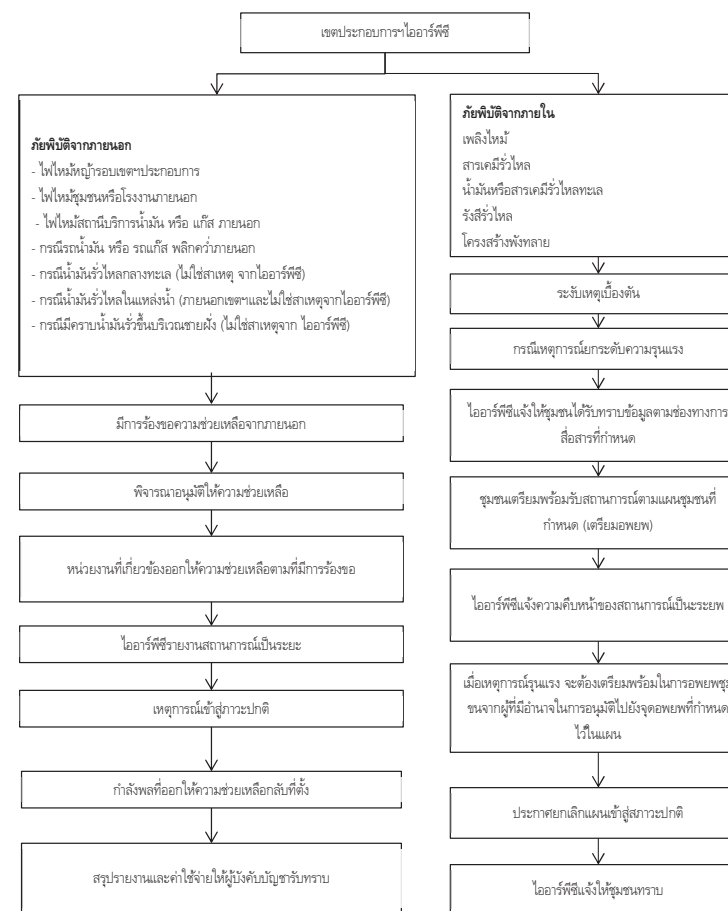 เขตประกอบการฯไออาร์พีซี
ภัยพิบัติจากภายนอก
- ไฟไหม้หญ้ารอบเขตฯประกอบการ
- ไฟไหม้ชุมชนหรือโรงงานภายนอก
- ไฟไหม้สถานีบริการน้ำมัน หรือ แก๊ส ภายนอก
- กรณีรถน้ำมัน หรือ รถแก๊ส พลิกคว่ำภายนอก
- กรณีน้ำมันรั่วไหลกลางทะเล (ไม่ใช่สาเหตุ จากไออาร์พีซี)
- กรณีน้ำมันรั่วไหลในแหล่งน้ำ (ภายนอกเขตฯและไม่ใช่สาเหตุจากไออาร์พีซี)
- กรณีมีคราบน้ำมันรั่วขึ้นบริเวณชายฝั่ง (ไม่ใช่สาเหตุจาก ไออาร์พีซี)
มีการร้องขอความช่วยเหลือจากภายนอก
พิจารณาอนุมัติให้ความช่วยเหลือ
หน่วยงานที่เกี่ยวข้องออกให้ความช่วยเหลือตามที่มีการร้องขอ
ไออาร์พีซีรายงานสถานการณ์เป็นระยะ
เหตุการณ์เข้าสู่ภาวะปกติ
กำลังพลที่ออกให้ความช่วยเหลือกลับที่ตั้ง
สรุปรายงานและค่าใช้จ่ายให้ผู้บังคับบัญชารับทราบ
ภัยพิบัติจากภายใน
เพลิงไหม้
สารเคมีรั่วไหล
น้ำมันหรือสารเคมีรั่วไหลทะเล
รังสีรั่วไหล
โครงสร้างพังทลาย
ระงับเหตุเบื้องต้น
กรณีเหตุการณ์ยกระดับความรุนแรง
ไออาร์พีซีแจ้งให้ชุมชนได้รับทราบข้อมูลตามช่องทางการ
สื่อสารที่กำหนด
ชุมชนเตรียมพร้อมรับสถานการณ์ตามแผนชุมชนที่
กำหนด (เตรียมอพยพ)
ไออาร์พีซีแจ้งความคืบหน้าของสถานการณ์เป็นะระยพ
เมื่อเหตุการณ์รุนแรง จะต้องเตรียมพร้อมในการอพยพชุม
ชนจากผู้ที่มีอำนาจในการอนุมัติไปยังจุดอพยพที่กำหนด
ไว้ในแผน
ประกาศยกเลิกแผนเข้าสู่สภาวะปกติ
ไออาร์พีซีแจ้งให้ชุมชนทราบ